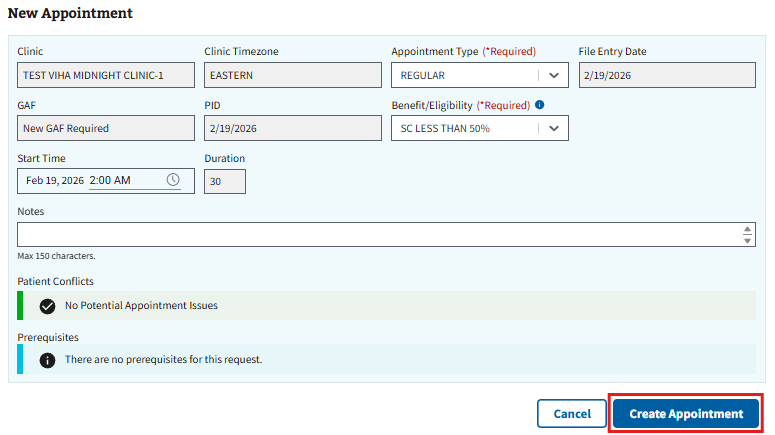 New Appointment
Clinic Clinic Timezone Appointment Type (*Required) File Entry Date
TEST VIHA MIDNIGHT CLINIC-1 EASTERN REGULAR 2/19/2026
GAF PID Benefit/Eligibility (*Required)
New GAF Required 2/19/2026 SC LESS THAN 50%
Start Time Duration
Feb 19, 2026 2:00 AM 30
Notes
Max 150 characters.
Patient Conflicts
No Potential Appointment Issues
Prerequisites
There are no prerequisites for this request.
Cancel Create Appointment